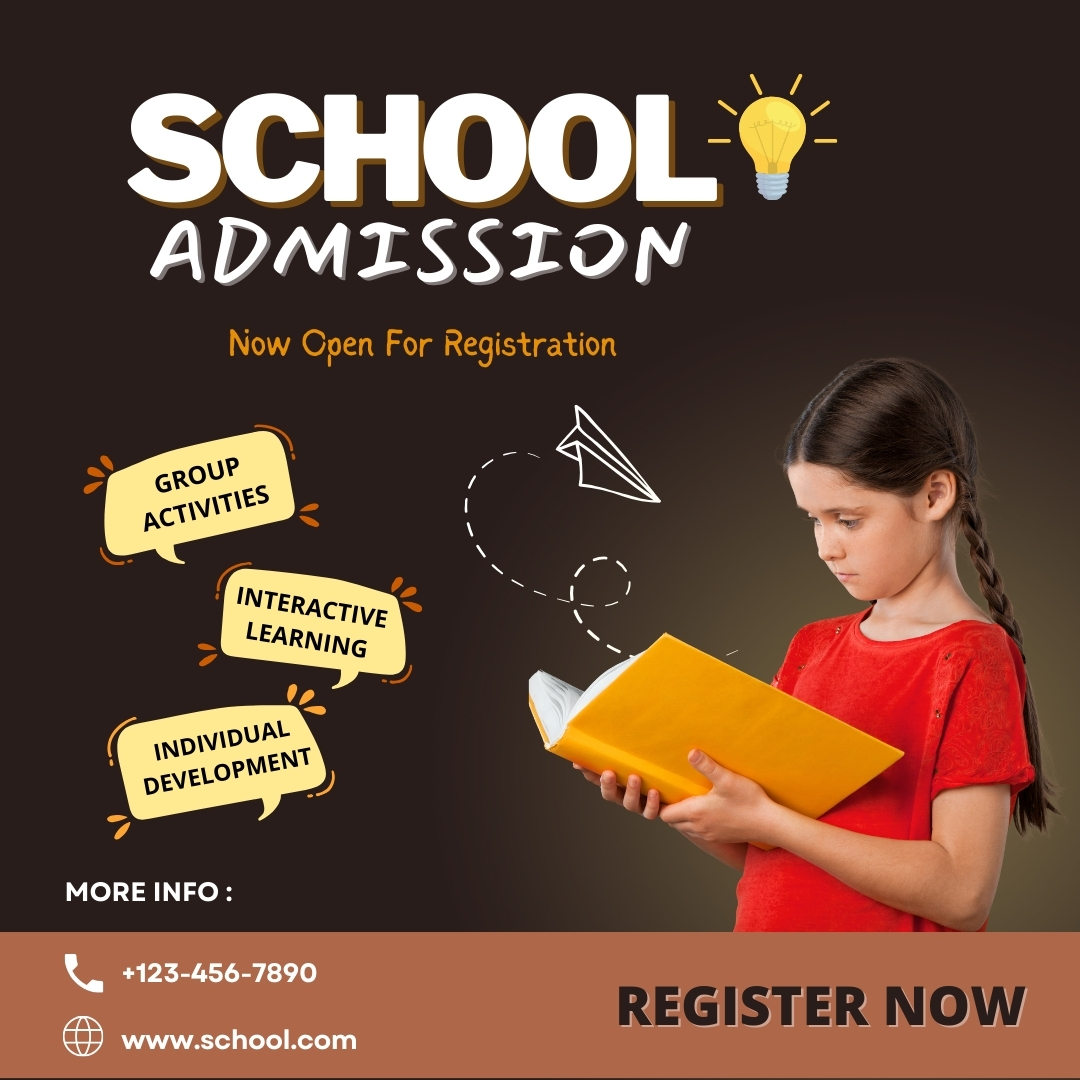 SCHOOL
ADMISSION
Now Open For Registration
GROUP
ACTIVITIES
INTERACTIVE
LEARNING
INDIVIDUAL
DEVELOPMENT
MORE INFO :
+123-456-7890
www.school.com
REGISTER NOW